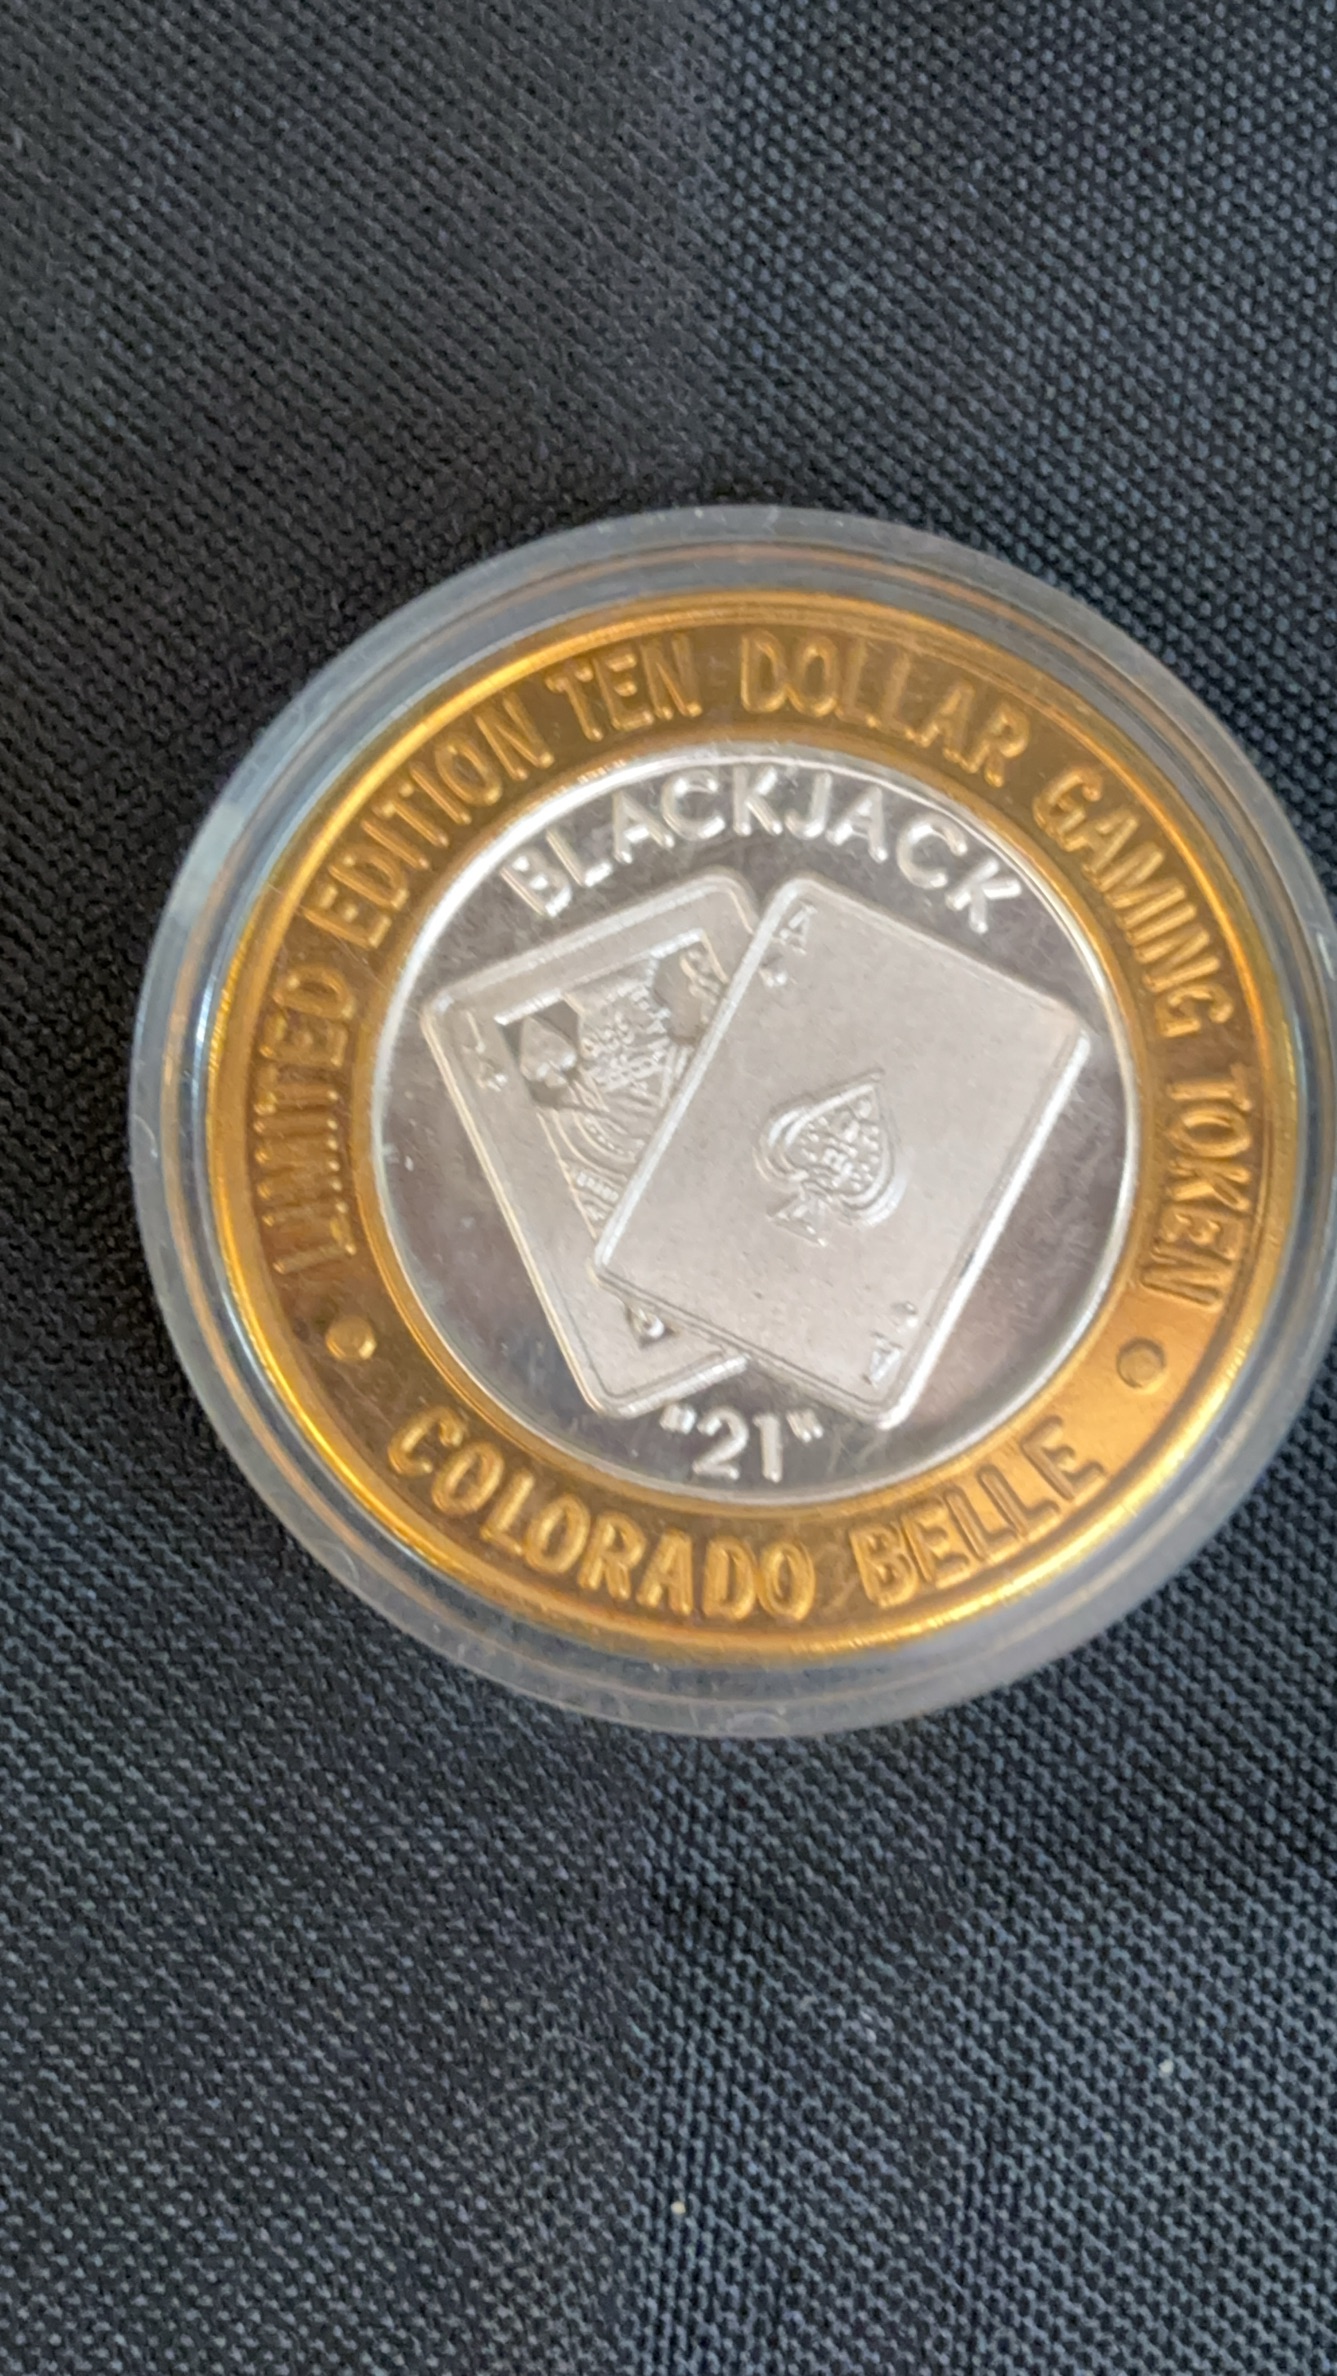 LIMITED EDITION TEN DOLLAR GAMING TOKEN
BLACKJACK
A
A
"21"
COLORADO BELLE